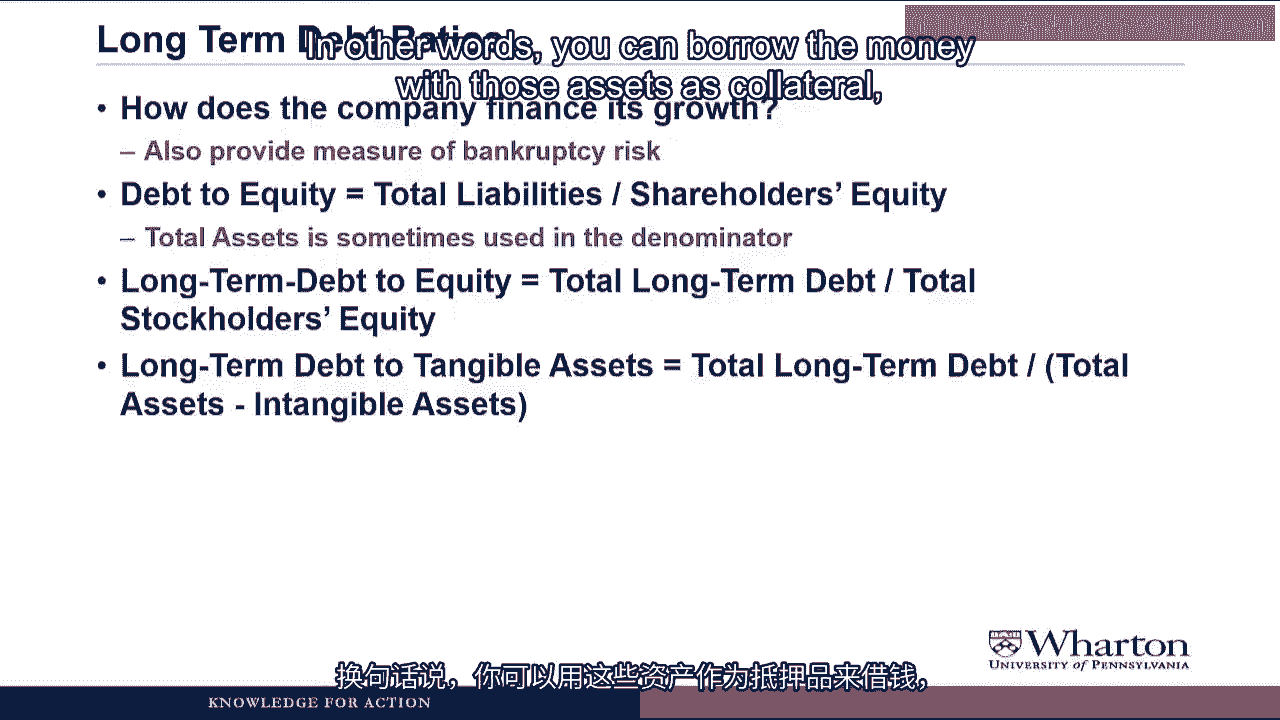 Long Term Debt Ratios
In other words, you can borrow the money
with those assets as collateral,
• How does the company finance its growth?
– Also provide measure of bankruptcy risk
• Debt to Equity = Total Liabilities / Shareholders’ Equity
– Total Assets is sometimes used in the denominator
• Long-Term-Debt to Equity = Total Long-Term Debt / Total
Stockholders’ Equity
• Long-Term Debt to Tangible Assets = Total Long-Term Debt / (Total
Assets - Intangible Assets)
Wharton
UNIVERSITY of PENNSYLVANIA
换句话说，你可以用这些资产作为抵押品来借钱，
KNOWLEDGE FOR ACTION